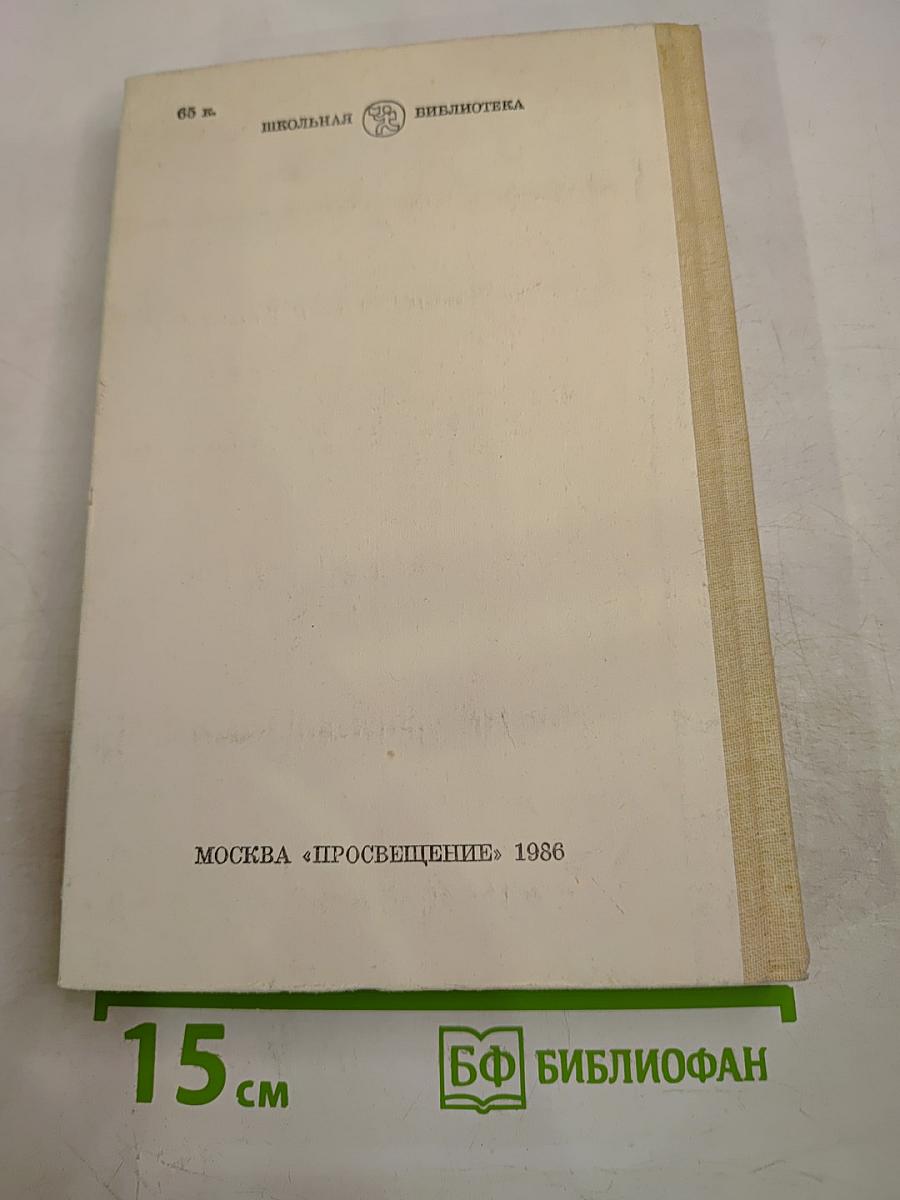 65 к.
ШКОЛЬНАЯ БИБЛИОТЕКА
МОСКВА «ПРОСВЕЩЕНИЕ» 1986
15 см
БФ БИБЛИОФАН